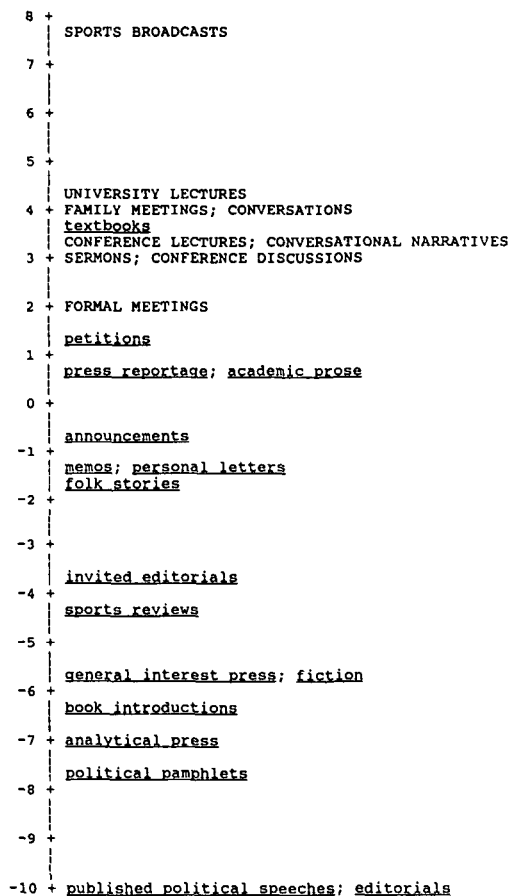 8 +
SPORTS BROADCASTS
7 +
6 +
5 +
UNIVERSITY LECTURES
4 + FAMILY MEETINGS; CONVERSATIONS
textbooks
CONFERENCE LECTURES; CONVERSATIONAL NARRATIVES
3 + SERMONS; CONFERENCE DISCUSSIONS
2 + FORMAL MEETINGS
petitions
1 +
press reportage; academic prose
0 +
announcements
-1 +
memos; personal letters
folk stories
-2 +
-3 +
invited editorials
-4 +
sports reviews
-5 +
general interest press; fiction
-6 +
book introductions
-7 + analytical press
political pamphlets
-8 +
-9 +
-10 + published political speeches; editorials